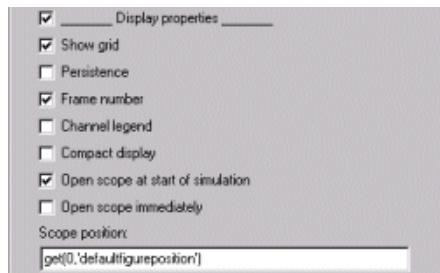 _______ Display properties _______
Show grid
Persistence
Frame number
Channel legend
Compact display
Open scope at start of simulation
Open scope immediately
Scope position:
get(0,'defaultfigureposition')